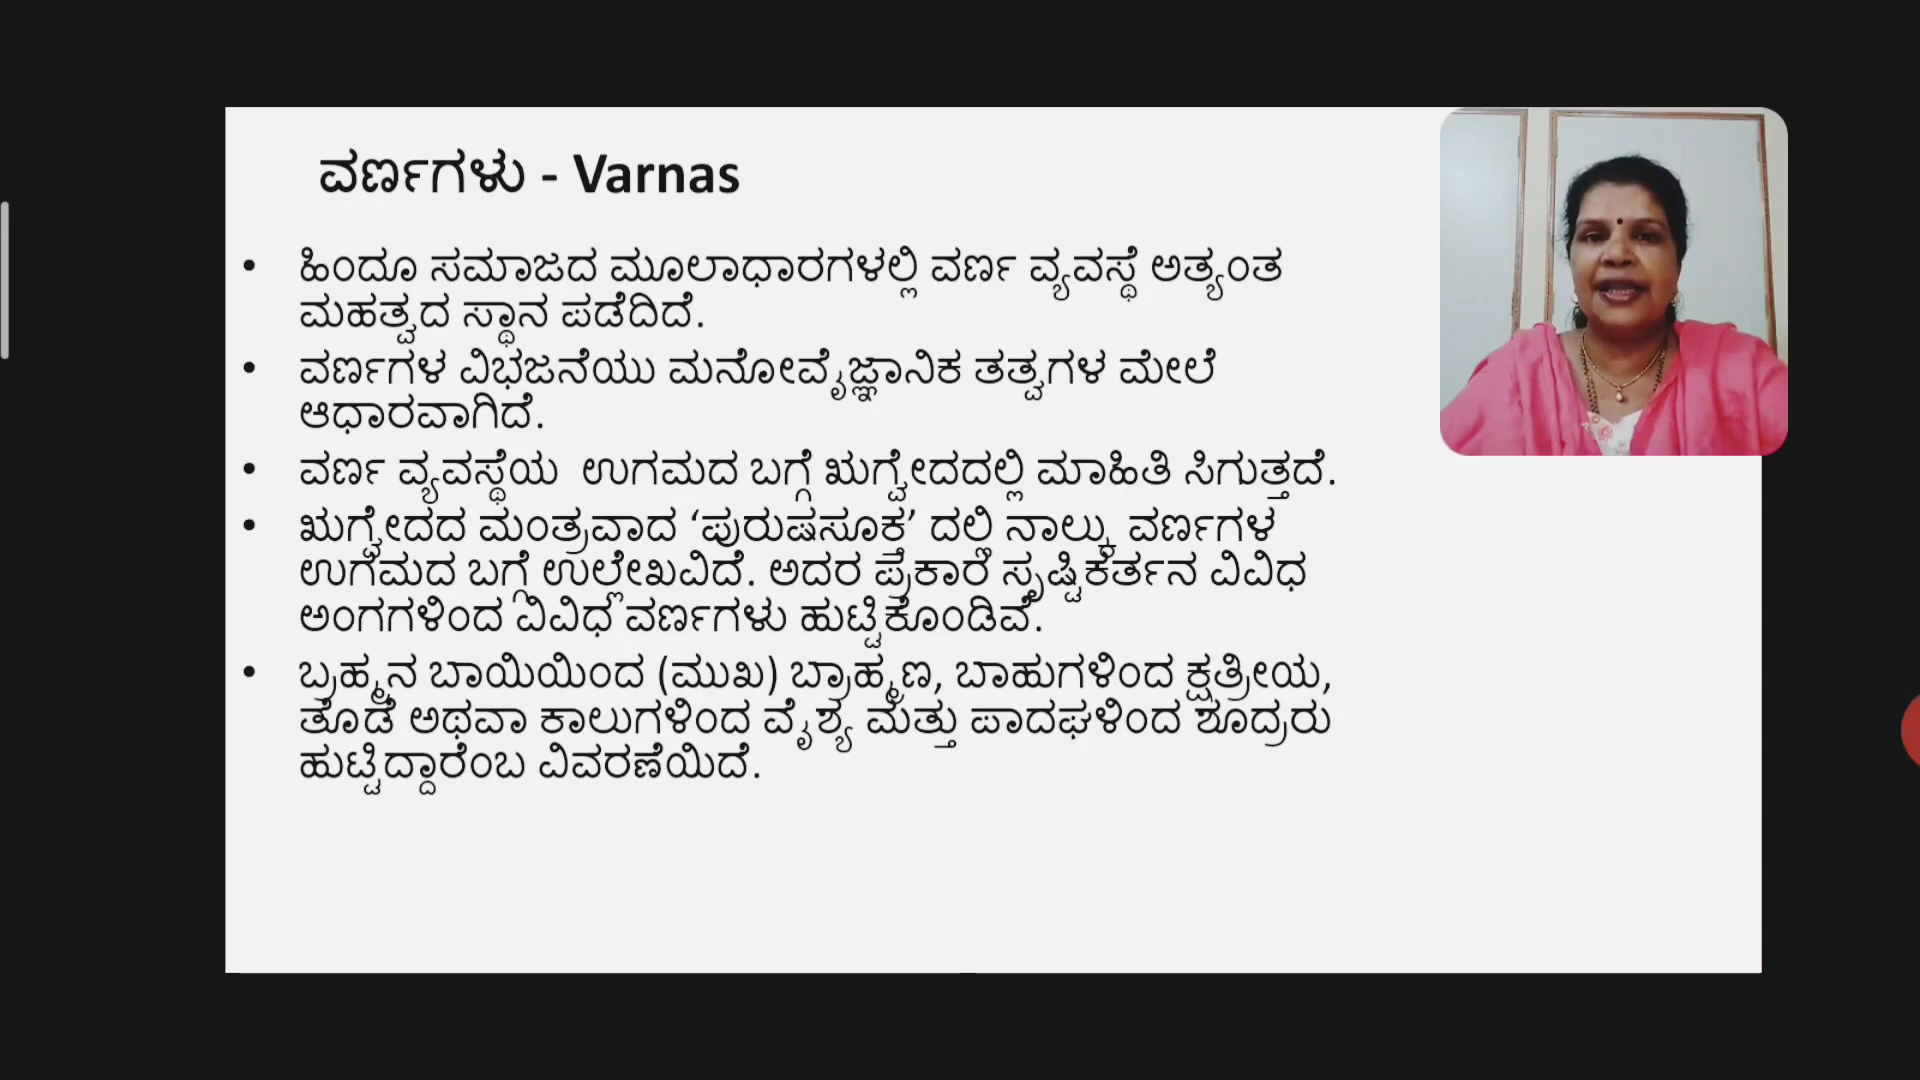 ವರ್ಣಗಳು - Varnas
• ಹಿಂದೂ ಸಮಾಜದ ಮೂಲಾಧಾರಗಳಲ್ಲಿ ವರ್ಣ ವ್ಯವಸ್ಥೆ ಅತ್ಯಂತ
ಮಹತ್ವದ ಸ್ಥಾನ ಪಡೆದಿದೆ.
• ವರ್ಣಗಳ ವಿಭಜನೆಯು ಮನೋವೈಜ್ಞಾನಿಕ ತತ್ವಗಳ ಮೇಲೆ
ಆಧಾರವಾಗಿದೆ.
• ವರ್ಣ ವ್ಯವಸ್ಥೆಯ ಉಗಮದ ಬಗ್ಗೆ ಋಗ್ವೇದದಲ್ಲಿ ಮಾಹಿತಿ ಸಿಗುತ್ತದೆ.
• ಋಗ್ವೇದದ ಮಂತ್ರವಾದ ‘ಪುರುಷಸೂಕ್ತ’ ದಲ್ಲಿ ನಾಲ್ಕು ವರ್ಣಗಳ
ಉಗಮದ ಬಗ್ಗೆ ಉಲ್ಲೇಖವಿದೆ. ಅದರ ಪ್ರಕಾರ ಸೃಷ್ಟಿಕರ್ತನ ವಿವಿಧ
ಅಂಗಗಳಿಂದ ವಿವಿಧ ವರ್ಣಗಳು ಹುಟ್ಟಿಕೊಂಡಿವೆ.
• ಬ್ರಹ್ಮನ ಬಾಯಿಯಿಂದ (ಮುಖ) ಬ್ರಾಹ್ಮಣ, ಬಾಹುಗಳಿಂದ ಕ್ಷತ್ರೀಯ,
ತೊಡೆ ಅಥವಾ ಕಾಲುಗಳಿಂದ ವೈಶ್ಯ ಮತ್ತು ಪಾದಘಳಿಂದ ಶೂದ್ರರು
ಹುಟ್ಟಿದ್ದಾರೆಂಬ ವಿವರಣೆಯಿದೆ.